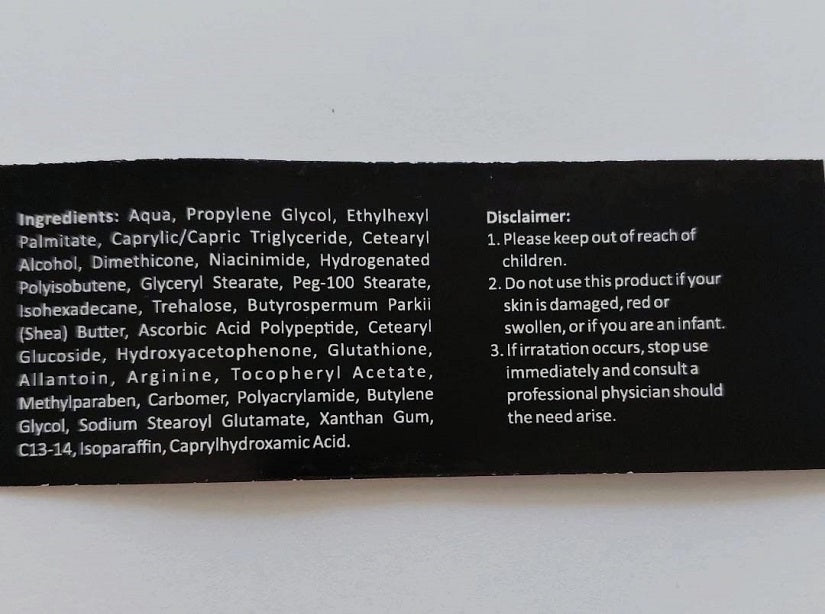 Ingredients: Aqua, Propylene Glycol, Ethylhexyl
Palmitate, Caprylic/Capric Triglyceride, Cetearyl
Alcohol, Dimethicone, Niacinimide, Hydrogenated
Polyisobutene, Glyceryl Stearate, Peg-100 Stearate,
Isohexadecane, Trehalose, Butyrospermum Parkii
(Shea) Butter, Ascorbic Acid Polypeptide, Cetearyl
Glucoside, Hydroxyacetophenone, Glutathione,
Allantoin, Arginine, Tocopheryl Acetate,
Methylparaben, Carbomer, Polyacrylamide, Butylene
Glycol, Sodium Stearoyl Glutamate, Xanthan Gum,
C13-14, Isoparaffin, Caprylhydroxamic Acid.
Disclaimer:
1. Please keep out of reach of
children.
2. Do not use this product if your
skin is damaged, red or
swollen, or if you are an infant.
3. If irratation occurs, stop use
immediately and consult a
professional physician should
the need arise.